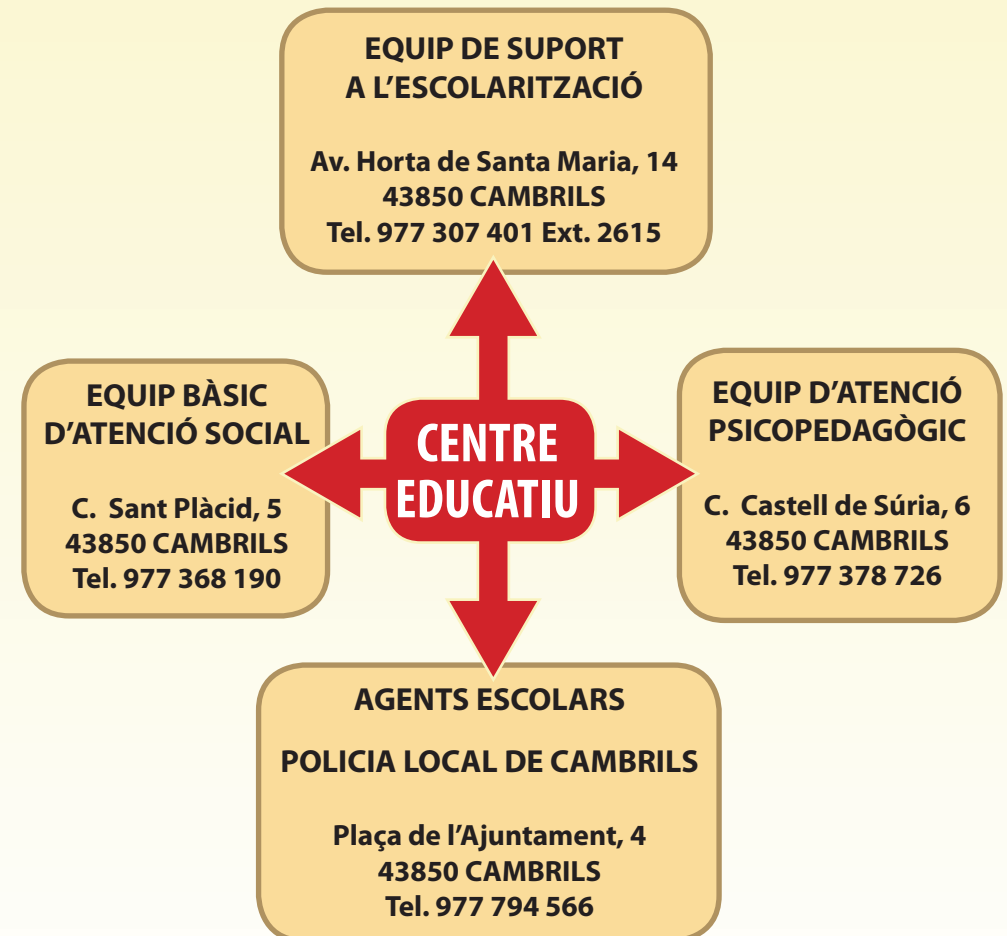 EQUIP DE SUPORT
A L’ESCOLARITZACIÓ
Av. Horta de Santa Maria, 14
43850 CAMBRILS
Tel. 977 307 401 Ext. 2615
EQUIP BÀSIC
D’ATENCIÓ SOCIAL
C. Sant Plàcid, 5
43850 CAMBRILS
Tel. 977 368 190
CENTRE
EDUCATIU
EQUIP D’ATENCIÓ
PSICOPEDAGÒGIC
C. Castell de Súria, 6
43850 CAMBRILS
Tel. 977 378 726
AGENTS ESCOLARS
POLICIA LOCAL DE CAMBRILS
Plaça de l’Ajuntament, 4
43850 CAMBRILS
Tel. 977 794 566